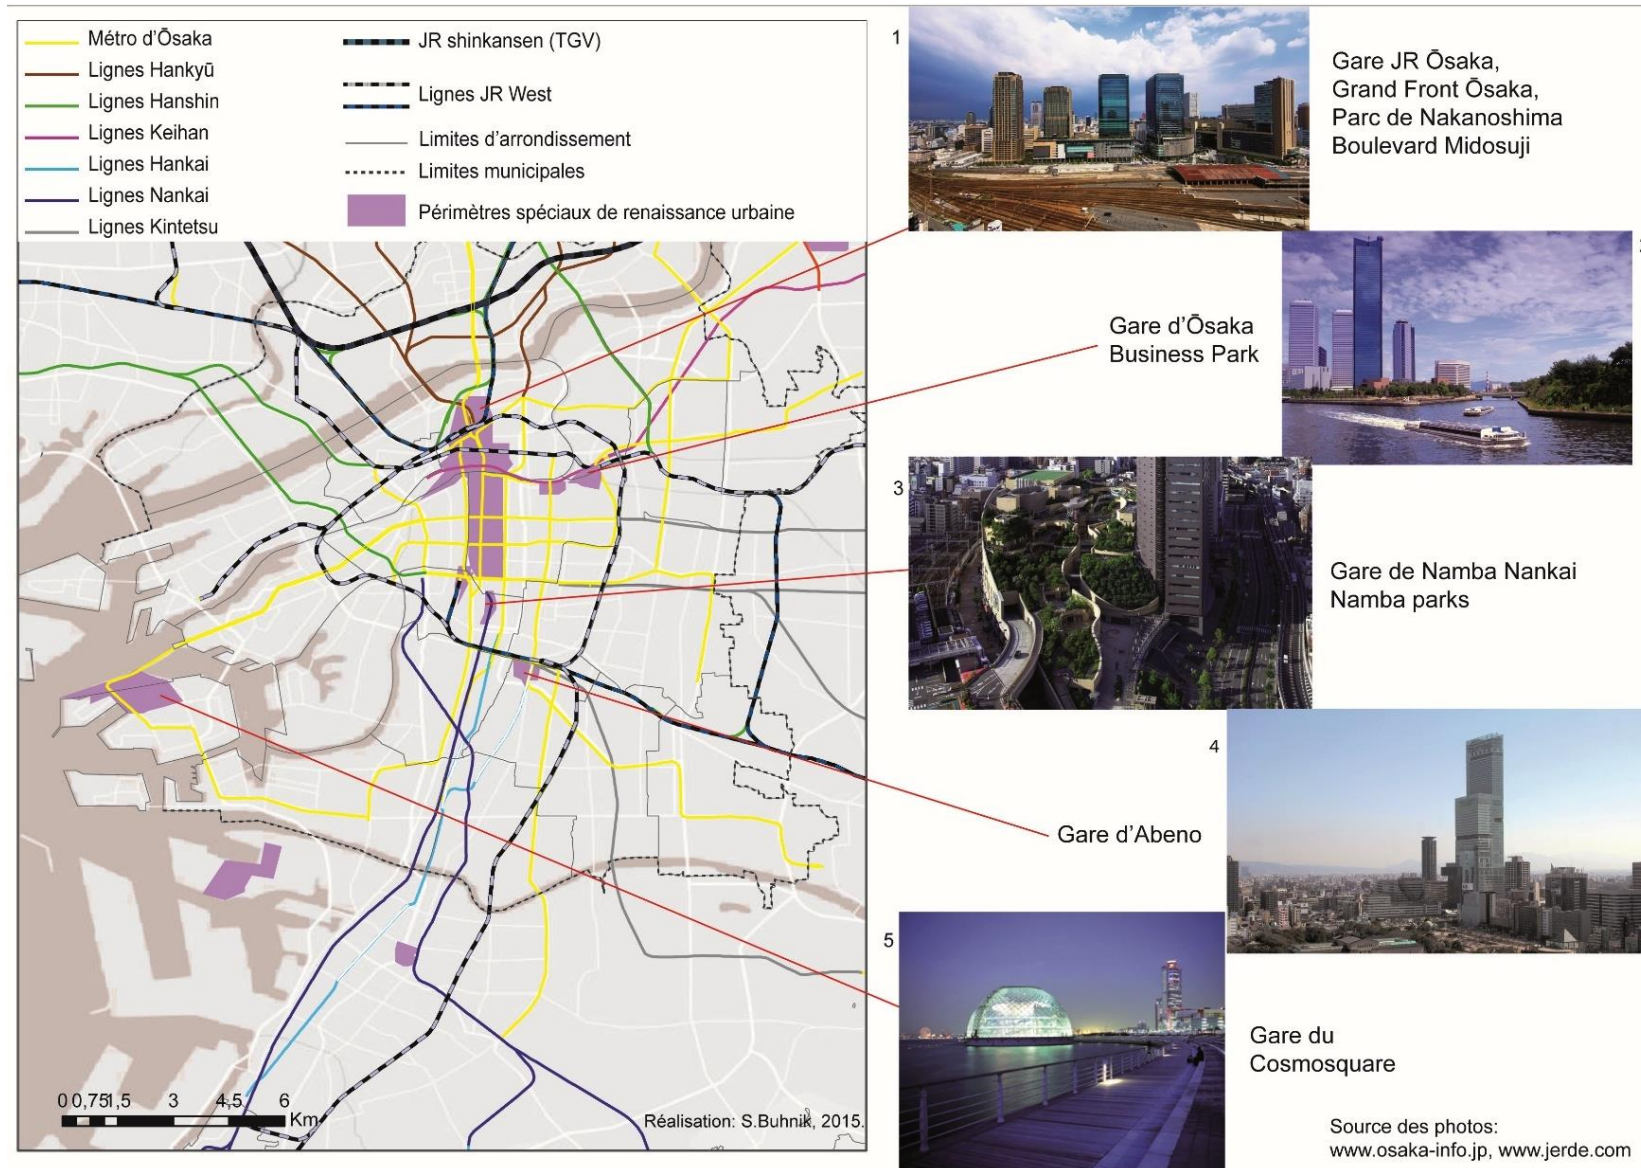 Métro d'Ōsaka
Lignes Hankyū
Lignes Hanshin
Lignes Keihan
Lignes Hankai
Lignes Nankai
Lignes Kintetsu
JR shinkansen (TGV)
Lignes JR West
Limites d'arrondissement
Limites municipales
Périmètres spéciaux de renaissance urbaine
1
Gare JR Ōsaka,
Grand Front Ōsaka,
Parc de Nakanoshima
Boulevard Midosuji
Gare d'Ōsaka
Business Park
3
Gare de Namba Nankai
Namba parks
4
Gare d'Abeno
5
Gare du
Cosmosquare
0 0,75 1,5 3 4,5 6
Km
Réalisation: S.Buhnik, 2015.
Source des photos:
www.osaka-info.jp, www.jerde.com